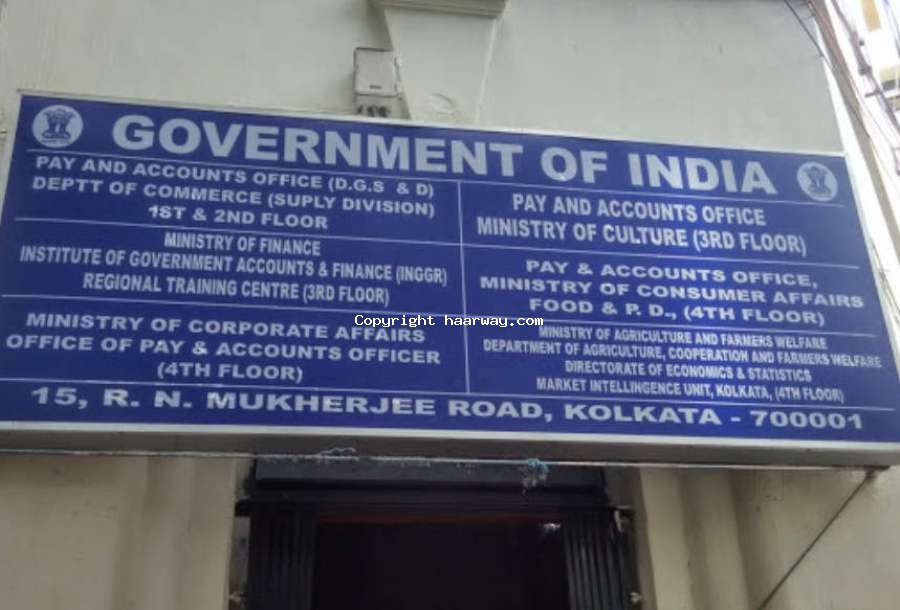 GOVERNMENT OF INDIA
PAY AND ACCOUNTS OFFICE (D.G.S & D)
DEPTT OF COMMERCE (SUPLY DIVISION)
1ST & 2ND FLOOR
MINISTRY OF FINANCE
INSTITUTE OF GOVERNMENT ACCOUNTS & FINANCE (INGGR)
REGIONAL TRAINING CENTRE (3RD FLOOR)
MINISTRY OF CORPORATE AFFAIRS
OFFICE OF PAY & ACCOUNTS OFFICER
(4TH FLOOR)
PAY AND ACCOUNTS OFFICE
MINISTRY OF CULTURE (3RD FLOOR)
PAY & ACCOUNTS OFFICE,
MINISTRY OF CONSUMER AFFAIRS
FOOD & P. D., (4TH FLOOR)
MINISTRY OF AGRICULTURE AND FARMERS WELFARE
DEPARTMENT OF AGRICULTURE, COOPERATION AND FARMERS WELFARE
DIRECTORATE OF ECONOMICS & STATISTICS
MARKET INTELLINGENCE UNIT, KOLKATA, (4TH FLOOR)
15, R. N. MUKHERJEE ROAD, KOLKATA - 700001
Copyright haarway.com